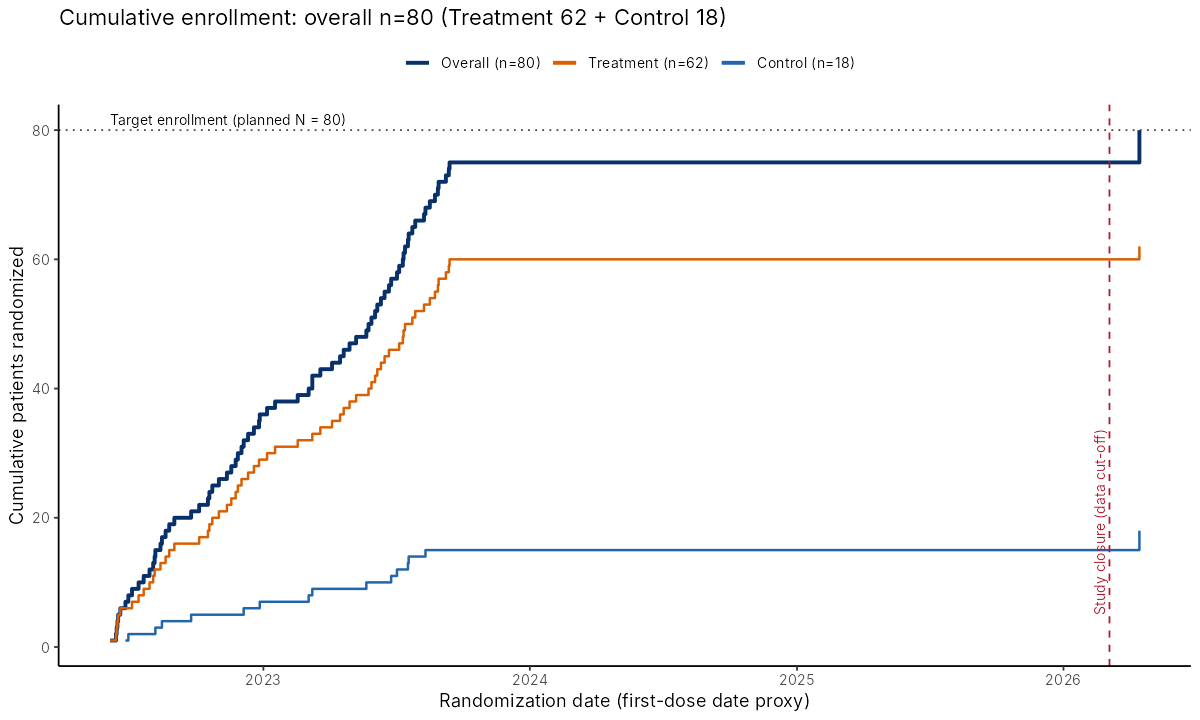 Cumulative enrollment: overall n=80 (Treatment 62 + Control 18)
Overall (n=80) Treatment (n=62) Control (n=18)
Target enrollment (planned N = 80)
80
60
40
20
0
Cumulative patients randomized
Study closure (data cut-off)
2023 2024 2025 2026
Randomization date (first-dose date proxy)